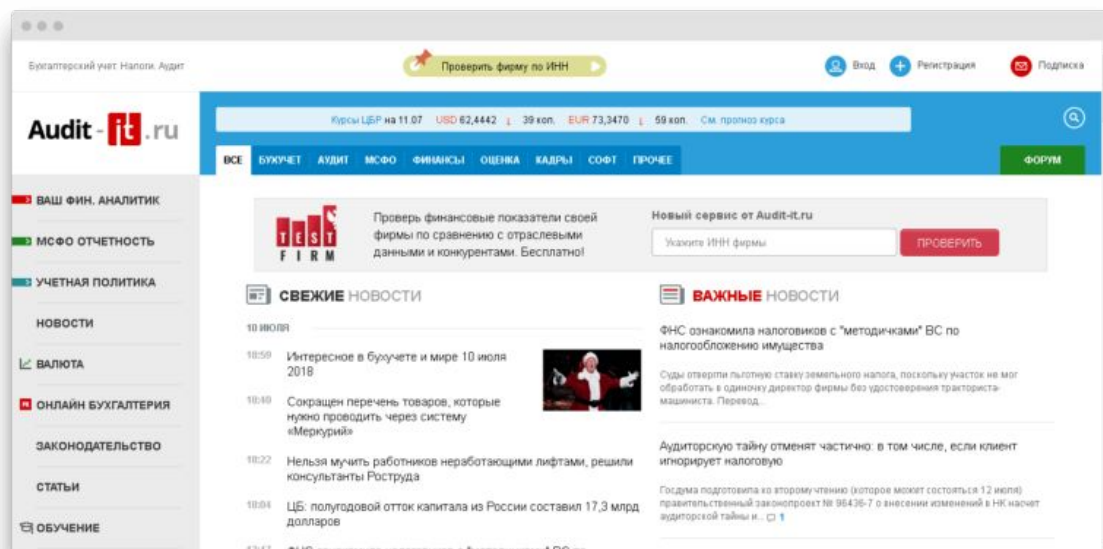 Бухгалтерский учет. Налоги. Аудит
Проверить фирму по ИНН
Вход
Регистрация
Подписка
Audit-it.ru
Курсы ЦБР на 11.07 USD 62,4442 ↓ 39 коп. EUR 73,3470 ↓ 59 коп. См. прогноз курса
ВСЕ БУХУЧЕТ АУДИТ МСФО ФИНАНСЫ ОЦЕНКА КАДРЫ СОФТ ПРОЧЕЕ
ФОРУМ
ВАШ ФИН. АНАЛИТИК
МСФО ОТЧЕТНОСТЬ
УЧЕТНАЯ ПОЛИТИКА
НОВОСТИ
ВАЛЮТА
ОНЛАЙН БУХГАЛТЕРИЯ
ЗАКОНОДАТЕЛЬСТВО
СТАТЬИ
ОБУЧЕНИЕ
TEST
FIRM
Проверь финансовые показатели своей
фирмы по сравнению с отраслевыми
данными и конкурентами. Бесплатно!
Новый сервис от Audit-it.ru
Укажите ИНН фирмы
ПРОВЕРИТЬ
СВЕЖИЕ НОВОСТИ
10 ИЮЛЯ
18:59 Интересное в бухучете и мире 10 июля
2018
18:40 Сокращен перечень товаров, которые
нужно проводить через систему
«Меркурий»
18:22 Нельзя мучить работников неработающими лифтами, решили
консультанты Роструда
18:04 ЦБ: полугодовой отток капитала из России составил 17,3 млрд
долларов
ВАЖНЫЕ НОВОСТИ
ФНС ознакомила налоговиков с "методичками" ВС по
налогообложению имущества
Суды отвергли льготную ставку земельного налога, поскольку участок не мог
обработать в одиночку директор фирмы без удостоверения тракториста-
машиниста. Перевод...
Аудиторскую тайну отменят частично: в том числе, если клиент
игнорирует налоговую
Госдума подготовила ко второму чтению (которое может состояться 12 июля)
правительственный законопроект № 96436-7 о внесении изменений в НК насчет
аудиторской тайны и... 1